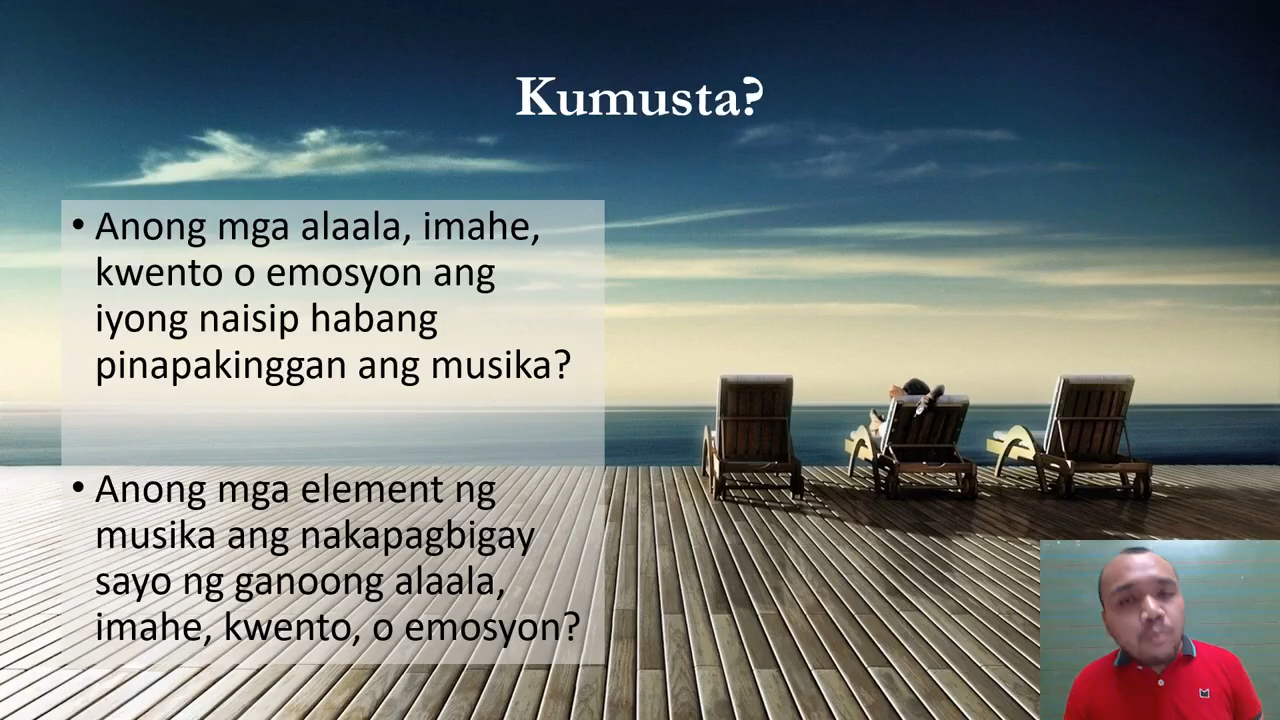 Kumusta?
• Anong mga alaala, imahe,
kwento o emosyon ang
iyong naisip habang
pinapakinggan ang musika?
• Anong mga element ng
musika ang nakapagbigay
sayo ng ganoong alaala,
imahe, kwento, o emosyon?